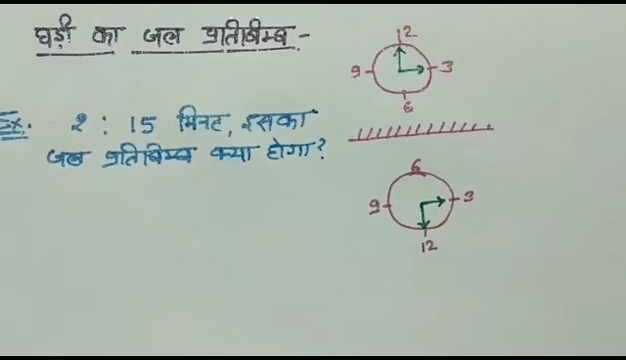 घड़ी का जल प्रतीबिम्ब -
Ex. 2 : 15 मिनट, इसका
जल प्रतिबिम्ब क्या होगा?
12
9 3
6
6
9 3
12